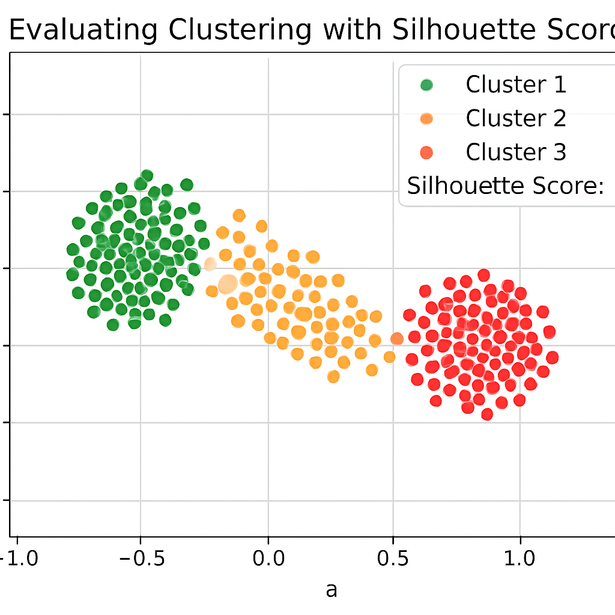 Evaluating Clustering with Silhouette Scor
Cluster 1
Cluster 2
Cluster 3
Silhouette Score:
-1.0 −0.5 0.0 0.5 1.0
a